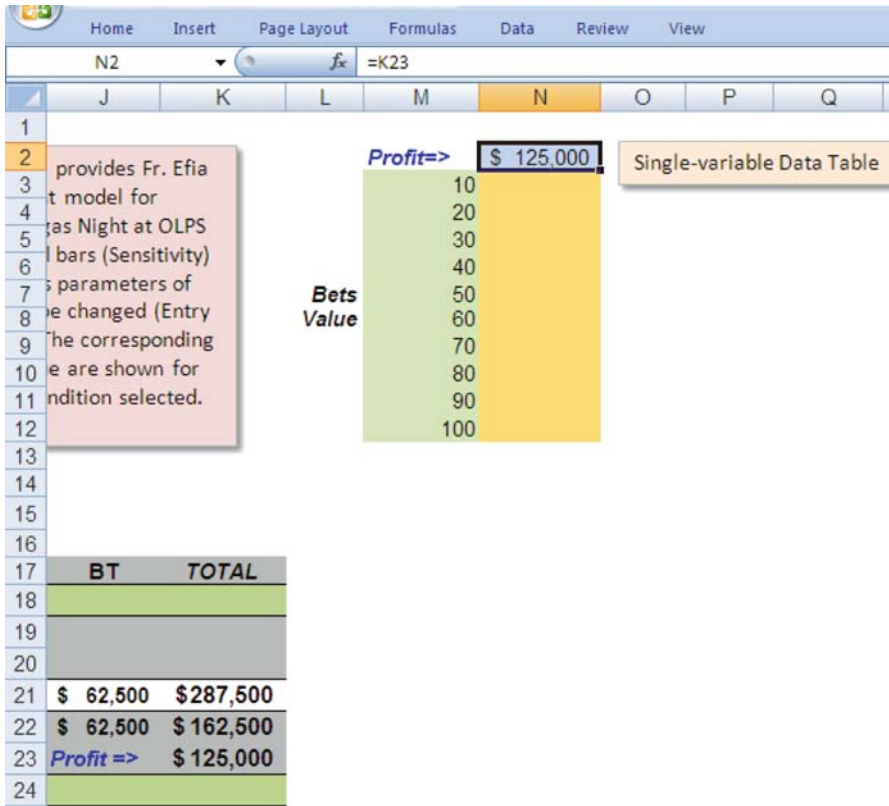 Home Insert Page Layout Formulas Data Review View
N2 fx =K23
J K L M N O P Q
1
2 Profit=> $ 125,000 Single-variable Data Table
provides Fr. Efia
3 10
t model for
4 20
gas Night at OLPS
5 30
l bars (Sensitivity)
6 40
s parameters of
7 Bets 50
e changed (Entry
8 Value 60
The corresponding
9 70
10 e are shown for 80
11 ndition selected. 90
12 100
13
14
15
16
17 BT TOTAL
18
19
20
21 $ 62,500 $287,500
22 $ 62,500 $162,500
23 Profit => $125,000
24